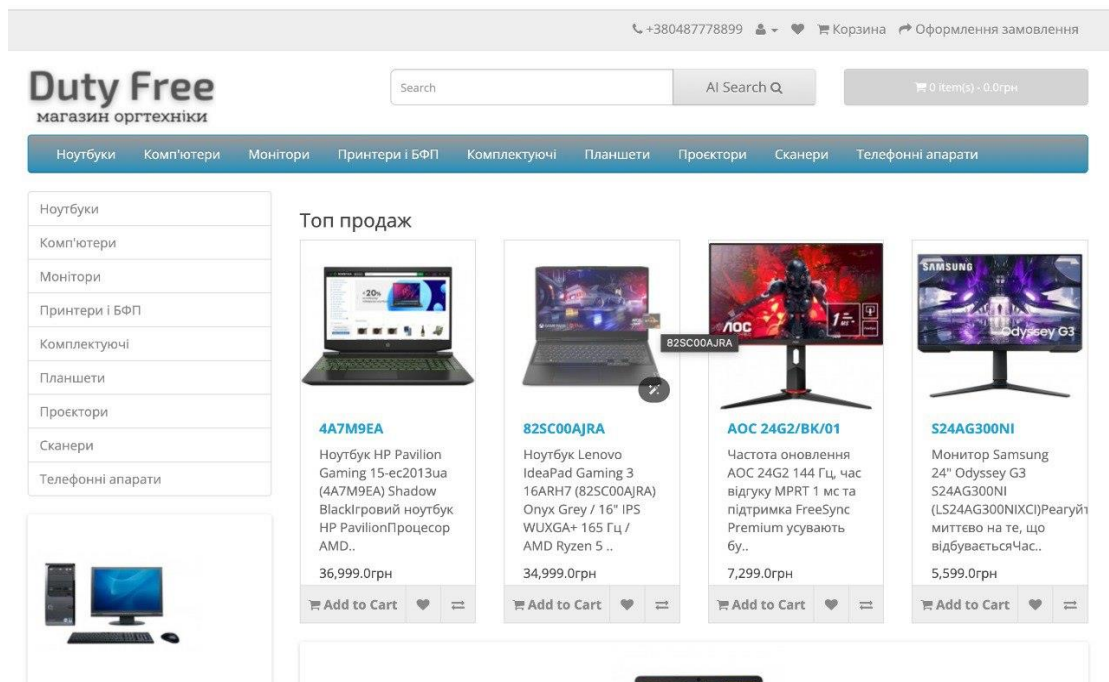 +380487778899 Корзина Оформлення замовлення
Duty Free
магазин оргтехніки
Search
AI Search
0 item(s) - 0.0грн
Ноутбуки Комп'ютери Монітори Принтери і БФП Комплектуючі Планшети Проєктори Сканери Телефонні апарати
Ноутбуки
Комп'ютери
Монітори
Принтери і БФП
Комплектуючі
Планшети
Проєктори
Сканери
Телефонні апарати
Топ продаж
-20%
4A7M9EA
Ноутбук HP Pavilion
Gaming 15-ec2013ua
(4A7M9EA) Shadow
BlackІгровий ноутбук
HP PavilionПроцесор
AMD..
36,999.0грн
Add to Cart
82SC00AJRA
82SC00AJRA
Ноутбук Lenovo
IdeaPad Gaming 3
16ARH7 (82SC00AJRA)
Onyx Grey / 16" IPS
WUXGA+ 165 Гц /
AMD Ryzen 5 ..
34,999.0грн
Add to Cart
AOC
1 MS
AOC 24G2/BK/01
Частота оновлення
AOC 24G2 144 Гц, час
відгуку MPRT 1 мс та
підтримка FreeSync
Premium усувають
бу..
7,299.0грн
Add to Cart
SAMSUNG
Odyssey G3
S24AG300NI
Монитор Samsung
24" Odyssey G3
S24AG300NI
(LS24AG300NIXCI)Реагуйт
миттєво на те, що
відбуваєтьсяЧас..
5,599.0грн
Add to Cart